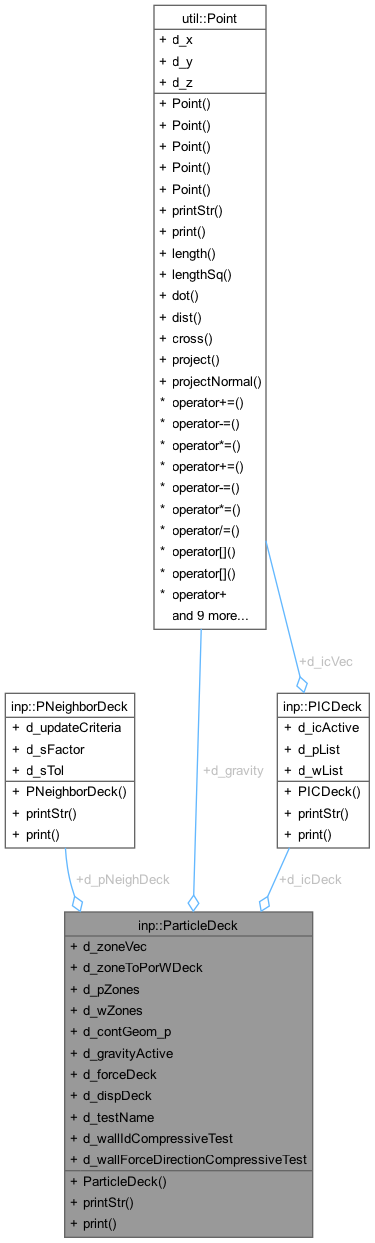 util::Point
+ d_x
+ d_y
+ d_z
+ Point()
+ Point()
+ Point()
+ Point()
+ Point()
+ printStr()
+ print()
+ length()
+ lengthSq()
+ dot()
+ dist()
+ cross()
+ project()
+ projectNormal()
* operator+=()
* operator-=()
* operator*=()
* operator+=()
* operator-=()
* operator*=()
* operator/=()
* operator[]()
* operator[]()
* operator+
and 9 more...
+d_icVec
inp::PNeighborDeck
+ d_updateCriteria
+ d_sFactor
+ d_sTol
+ PNeighborDeck()
+ printStr()
+ print()
+d_gravity
inp::PICDeck
+ d_icActive
+ d_pList
+ d_wList
+ PICDeck()
+ printStr()
+ print()
+d_pNeighDeck
+d_icDeck
inp::ParticleDeck
+ d_zoneVec
+ d_zoneToPorWDeck
+ d_pZones
+ d_wZones
+ d_contGeom_p
+ d_gravityActive
+ d_forceDeck
+ d_dispDeck
+ d_testName
+ d_wallIdCompressiveTest
+ d_wallForceDirectionCompressiveTest
+ ParticleDeck()
+ printStr()
+ print()